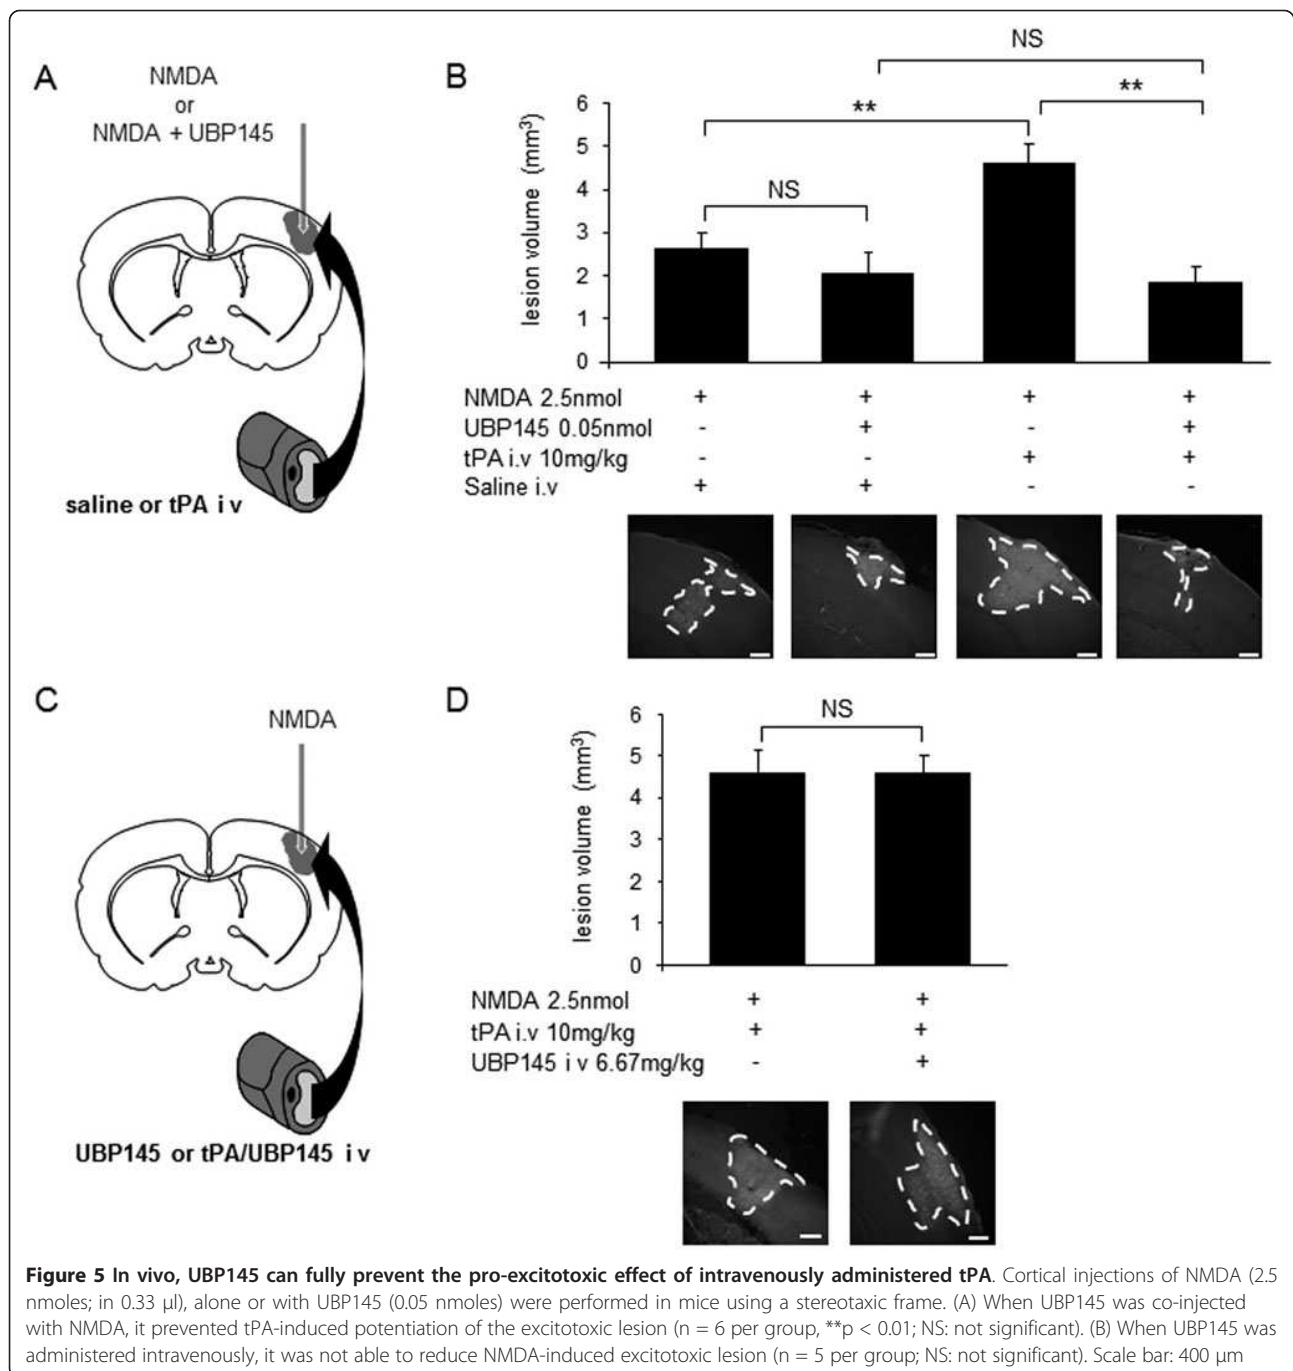 A
NMDA
or
NMDA + UBP145
saline or tPA i v
B
NS
**
**
NS
lesion volume (mm³)
6
5
4
3
2
1
0
NMDA 2.5nmol + + + +
UBP145 0.05nmol - + - +
tPA i.v 10mg/kg - - + +
Saline i.v + + - -
C
NMDA
UBP145 or tPA/UBP145 i v
D
NS
lesion volume (mm³)
6
5
4
3
2
1
0
NMDA 2.5nmol + +
tPA i.v 10mg/kg + +
UBP145 i v 6.67mg/kg - +
Figure 5 In vivo, UBP145 can fully prevent the pro-excitotoxic effect of intravenously administered tPA. Cortical injections of NMDA (2.5
nmoles; in 0.33 μl), alone or with UBP145 (0.05 nmoles) were performed in mice using a stereotaxic frame. (A) When UBP145 was co-injected
with NMDA, it prevented tPA-induced potentiation of the excitotoxic lesion (n = 6 per group, **p < 0.01; NS: not significant). (B) When UBP145 was
administered intravenously, it was not able to reduce NMDA-induced excitotoxic lesion (n = 5 per group; NS: not significant). Scale bar: 400 μm